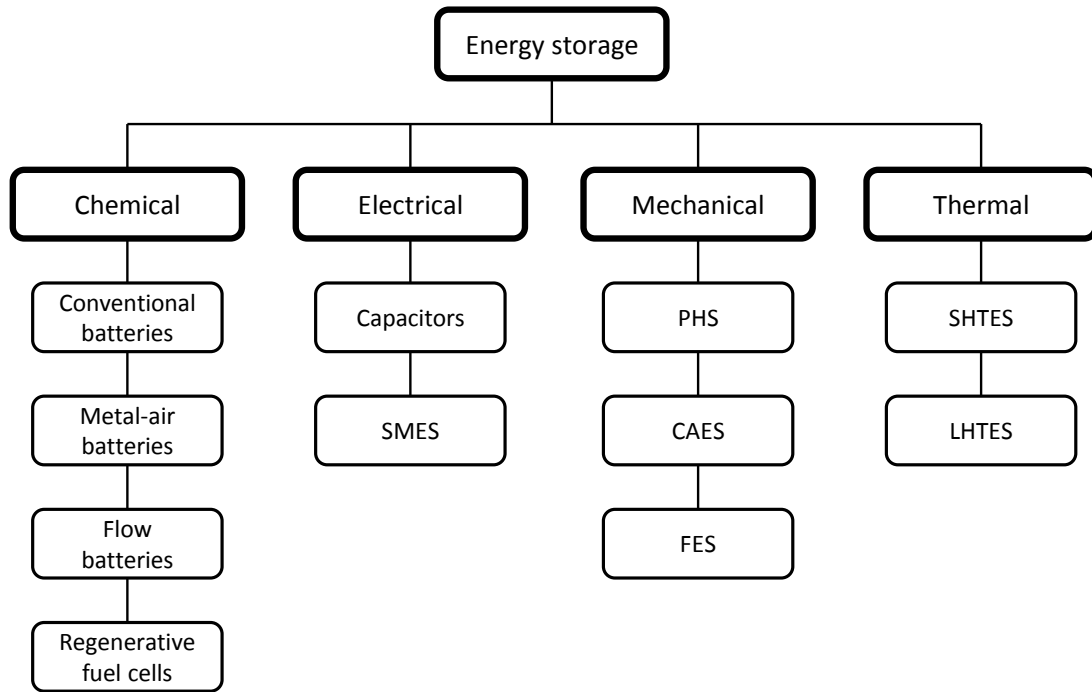 Energy storage
Chemical
Electrical
Mechanical
Thermal
Conventional
batteries
Capacitors
PHS
SHTES
Metal-air
batteries
SMES
CAES
LHTES
Flow
batteries
FES
Regenerative
fuel cells